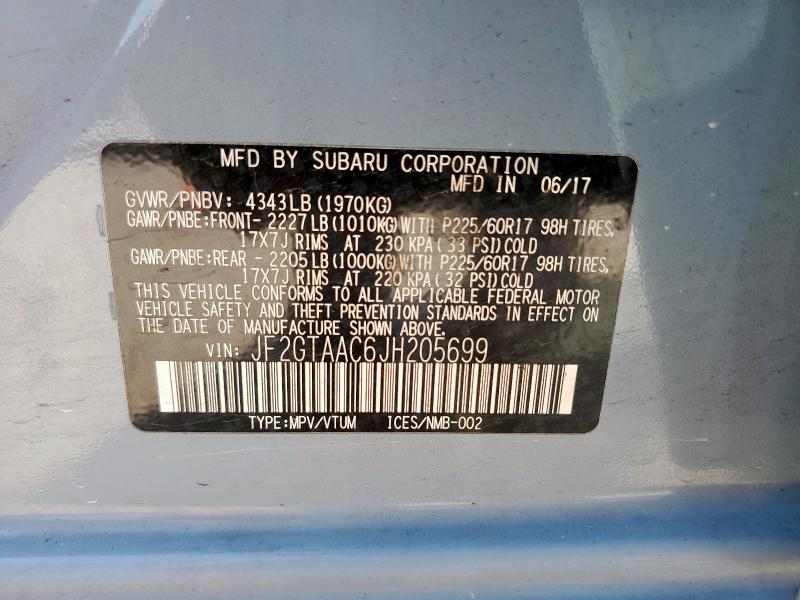 MFD BY SUBARU CORPORATION
MFD IN 06/17
GVWR/PNBV: 4343LB (1970KG)
GAWR/PNBE:FRONT- 2227LB (1010KG) WITH P225/60R17 98H TIRES,
17X7J RIMS AT 230 KPA (33 PSI) COLD
GAWR/PNBE:REAR - 2205LB (1000KG) WITH P225/60R17 98H TIRES,
17X7J RIMS AT 220 KPA (32 PSI) COLD
THIS VEHICLE CONFORMS TO ALL APPLICABLE FEDERAL MOTOR
VEHICLE SAFETY AND THEFT PREVENTION STANDARDS IN EFFECT ON
THE DATE OF MANUFACTURE SHOWN ABOVE.
VIN: JF2GTAAC6JH205699
TYPE:MPV/VTUM ICES/NMB-002